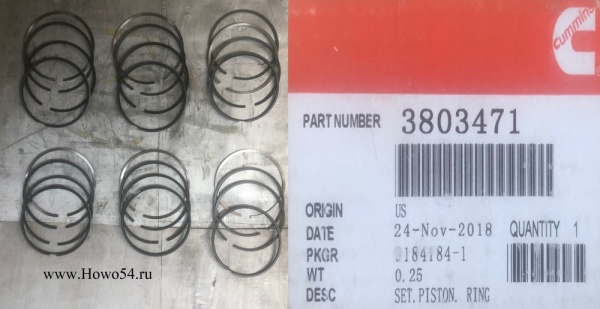 www.Howo54.ru
cummins
PART NUMBER 3803471
ORIGIN US
DATE 24-Nov-2018 QUANTITY 1
PKGR 0184184-1
WT 0.25
DESC SET.PISTON. RING